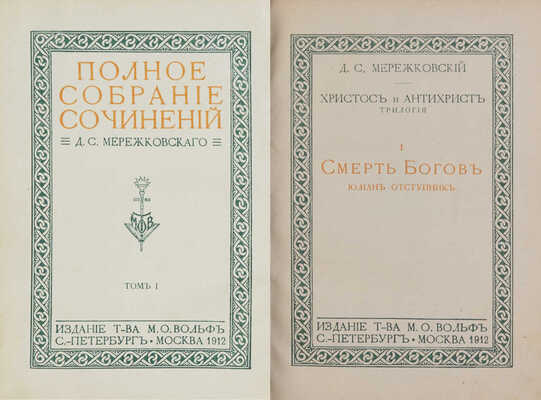 ПОЛНОЕ
СОБРАНІЕ
СОЧИНЕНІЙ
Д. С. МЕРЕЖКОВСКАГО
МФВ
ТОМЪ I
ИЗДАНІЕ Т-ВА М. О. ВОЛЬФЪ
С.-ПЕТЕРБУРГЪ • МОСКВА 1912
Д. С. МЕРЕЖКОВСКІЙ
ХРИСТОСЪ и АНТИХРИСТЪ
ТРИЛОГІЯ
I
СМЕРТЬ БОГОВЪ
ЮЛІАНЪ ОТСТУПНИКЪ
ИЗДАНІЕ Т-ВА М. О. ВОЛЬФЪ
С.-ПЕТЕРБУРГЪ • МОСКВА 1912